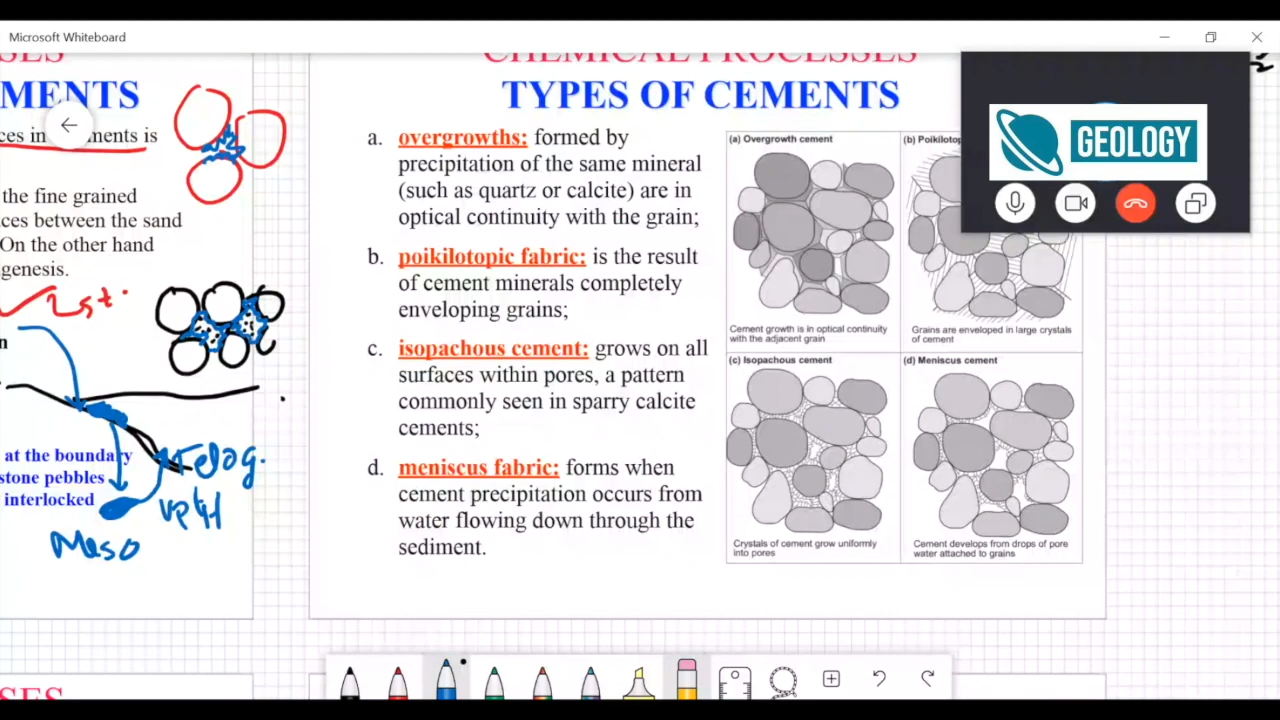 Microsoft Whiteboard
SSES
CHEMICAL PROCESSES
MENTS
TYPES OF CEMENTS
ces in
ments is
the fine grained
ces between the sand
On the other hand
genesis.
n
at the boundary
stone pebbles
interlocked
Meso
a. overgrowths: formed by
precipitation of the same mineral
(such as quartz or calcite) are in
optical continuity with the grain;
b. poikilotopic fabric: is the result
of cement minerals completely
enveloping grains;
c. isopachous cement: grows on all
surfaces within pores, a pattern
commonly seen in sparry calcite
cements;
d. meniscus fabric: forms when
cement precipitation occurs from
water flowing down through the
sediment.
(a) Overgrowth cement
(b) Poikilotop
Cement growth is in optical continuity
with the adjacent grain
Grains are enveloped in large crystals
of cement
(c) Isopachous cement
(d) Meniscus cement
Crystals of cement grow uniformly
into pores
Cement develops from drops of pore
water attached to grains
GEOLOGY
SES